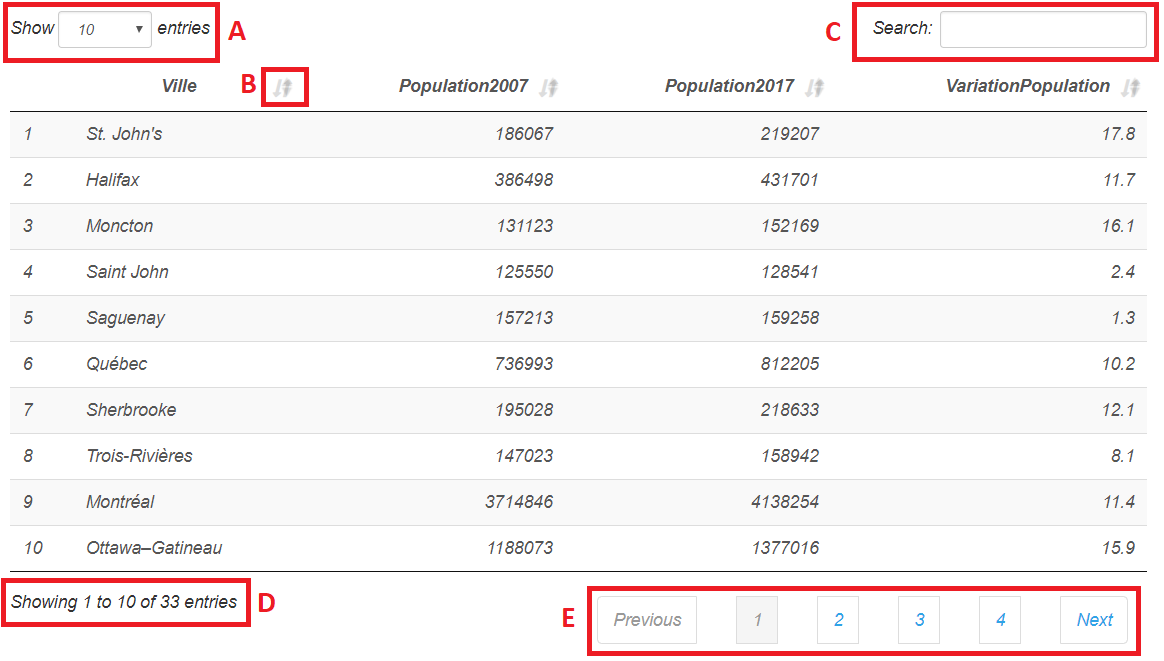 Show 10 entries A C Search:
Ville B Population2007 Population2017 VariationPopulation
1 St. John's 186067 219207 17.8
2 Halifax 386498 431701 11.7
3 Moncton 131123 152169 16.1
4 Saint John 125550 128541 2.4
5 Saguenay 157213 159258 1.3
6 Québec 736993 812205 10.2
7 Sherbrooke 195028 218633 12.1
8 Trois-Rivières 147023 158942 8.1
9 Montréal 3714846 4138254 11.4
10 Ottawa–Gatineau 1188073 1377016 15.9
Showing 1 to 10 of 33 entries D
E Previous 1 2 3 4 Next